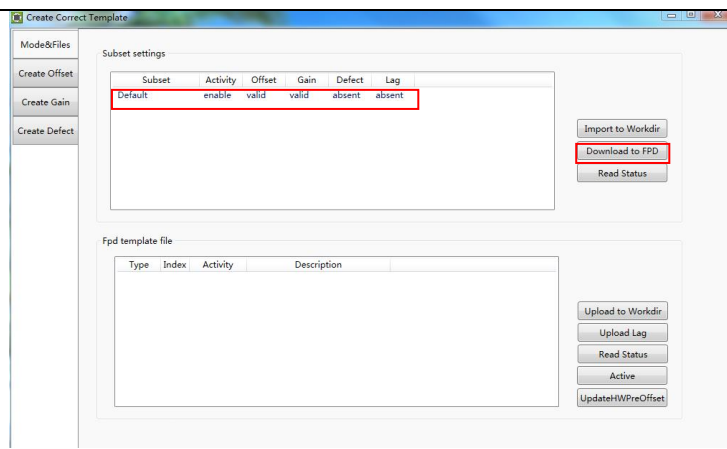 Create Correct Template
Mode&Files
Create Offset
Create Gain
Create Defect
Subset settings
Subset Activity Offset Gain Defect Lag
Default enable valid valid absent absent
Import to Workdir
Download to FPD
Read Status
Fpd template file
Type Index Activity Description
Upload to Workdir
Upload Lag
Read Status
Active
UpdateHWPreOffset